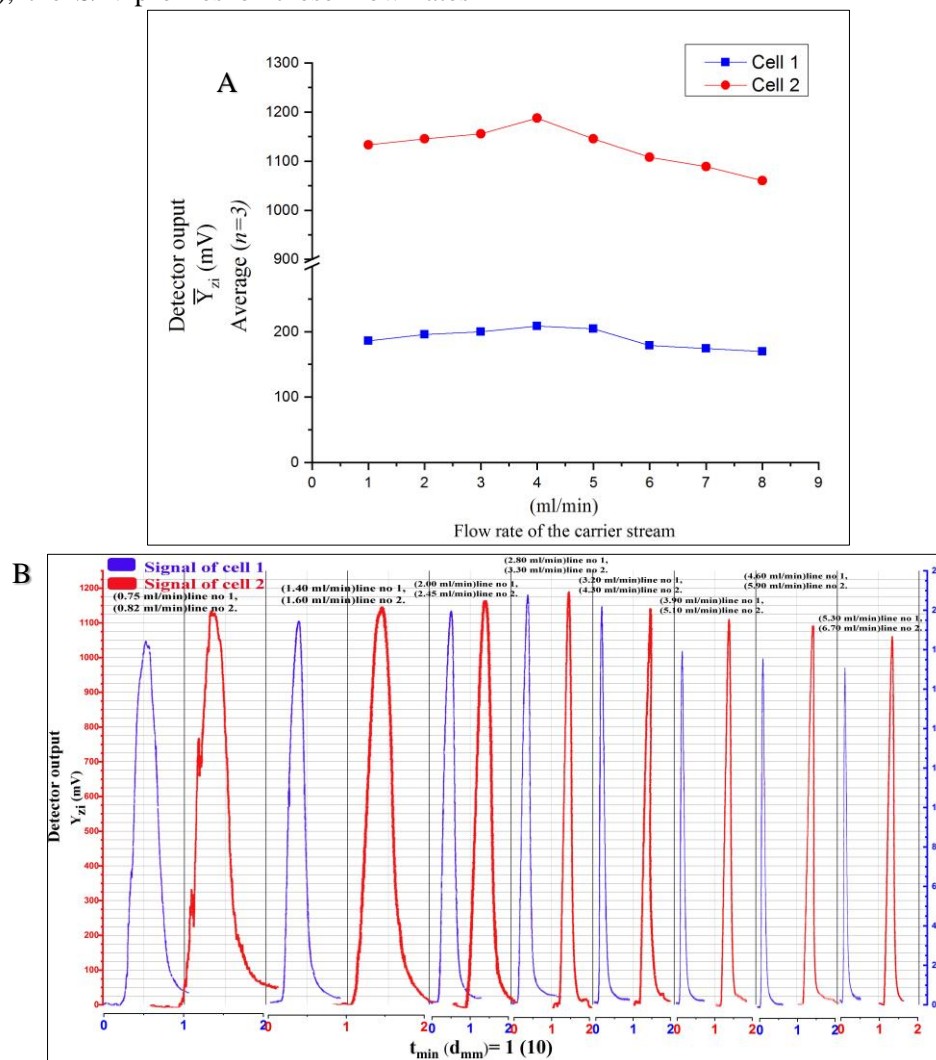 A
Cell 1
Cell 2
1300
1200
1100
1000
900
200
100
0
Detector ouput
Y̅zi (mV)
Average (n=3)
0 1 2 3 4 5 6 7 8 9
(ml/min)
Flow rate of the carrier stream
B
Signal of cell 1
Signal of cell 2
(0.75 ml/min)line no 1,
(0.82 ml/min)line no 2.
(1.40 ml/min)line no 1,
(1.60 ml/min)line no 2.
(2.00 ml/min)line no 1,
(2.45 ml/min)line no 2.
(2.80 ml/min)line no 1,
(3.30 ml/min)line no 2.
(3.20 ml/min)line no 1,
(4.30 ml/min)line no 2.
(3.90 ml/min)line no 1,
(5.10 ml/min)line no 2.
(4.60 ml/min)line no 1,
(5.90 ml/min)line no 2.
(5.30 ml/min)line no 1,
(6.70 ml/min)line no 2.
1200
1100
1000
900
800
700
600
500
400
300
200
100
50
0
Detector output
Yzi (mV)
0 1 2 0 1 2 0 1 2 0 1 2 0 1 2 0 1 2 0 1 2 0 1 2
tmin (dmm)= 1 (10)